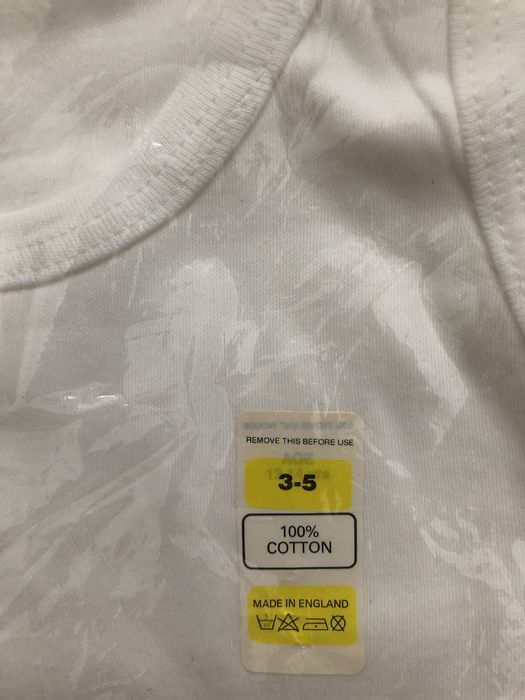 REMOVE THIS BEFORE USE
3-5
100%
COTTON
MADE IN ENGLAND